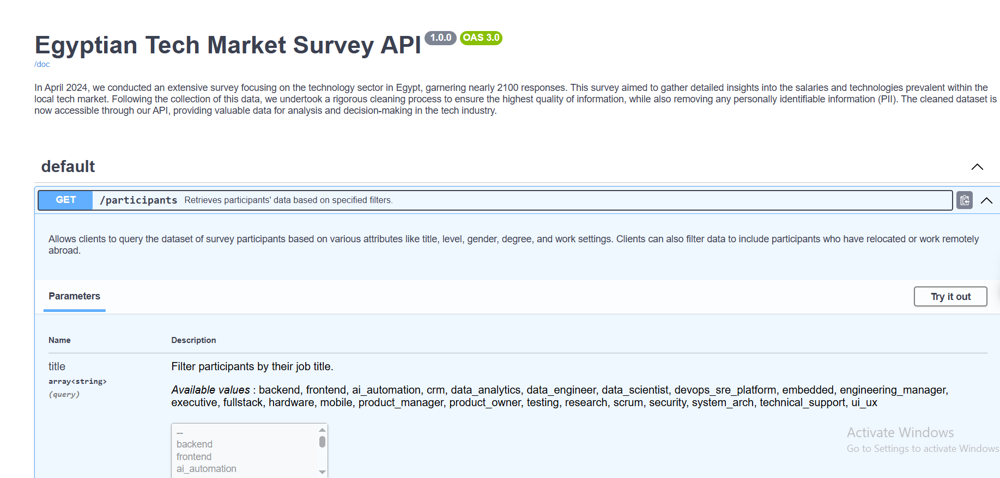 Egyptian Tech Market Survey API 1.0.0 OAS 3.0
/doc
In April 2024, we conducted an extensive survey focusing on the technology sector in Egypt, garnering nearly 2100 responses. This survey aimed to gather detailed insights into the salaries and technologies prevalent within the
local tech market. Following the collection of this data, we undertook a rigorous cleaning process to ensure the highest quality of information, while also removing any personally identifiable information (PII). The cleaned dataset is
now accessible through our API, providing valuable data for analysis and decision-making in the tech industry.
default
GET /participants Retrieves participants' data based on specified filters.
Allows clients to query the dataset of survey participants based on various attributes like title, level, gender, degree, and work settings. Clients can also filter data to include participants who have relocated or work remotely
abroad.
Parameters
Try it out
Name Description
title Filter participants by their job title.
array<string>
(query)
Available values : backend, frontend, ai_automation, crm, data_analytics, data_engineer, data_scientist, devops_sre_platform, embedded, engineering_manager,
executive, fullstack, hardware, mobile, product_manager, product_owner, testing, research, scrum, security, system_arch, technical_support, ui_ux
--
backend
frontend
ai_automation
Activate Windows
Go to Settings to activate Windows